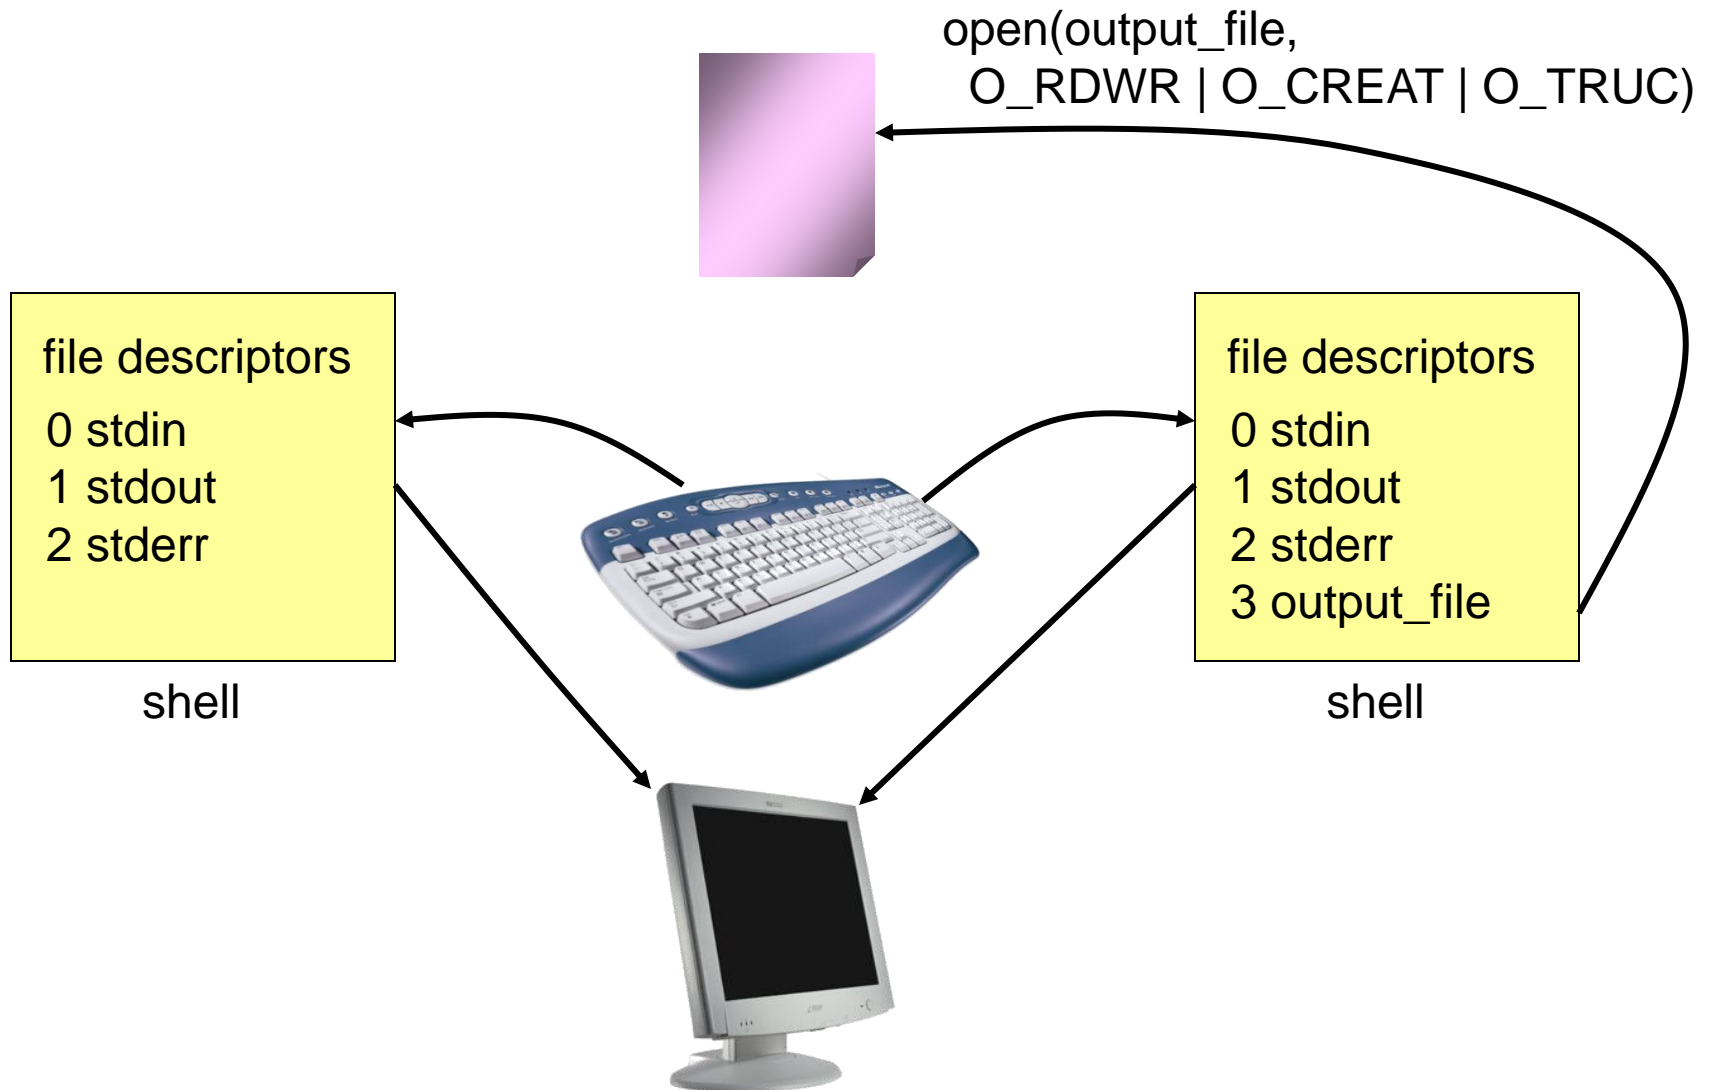 open(output_file,
O_RDWR | O_CREAT | O_TRUC)
file descriptors
0 stdin
1 stdout
2 stderr
shell
file descriptors
0 stdin
1 stdout
2 stderr
3 output_file
shell